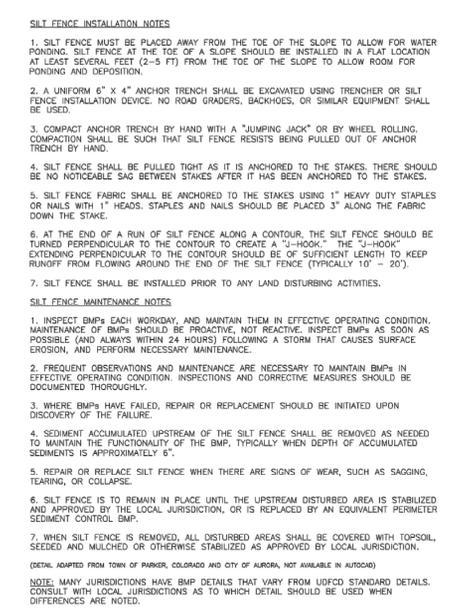 SILT FENCE INSTALLATION NOTES
1. SILT FENCE MUST BE PLACED AWAY FROM THE TOE OF THE SLOPE TO ALLOW FOR WATER
PONDING. SILT FENCE AT THE TOE OF A SLOPE SHOULD BE INSTALLED IN A FLAT LOCATION
AT LEAST SEVERAL FEET (2-5 FT) FROM THE TOE OF THE SLOPE TO ALLOW ROOM FOR
PONDING AND DEPOSITION.
2. A UNIFORM 6" X 4" ANCHOR TRENCH SHALL BE EXCAVATED USING TRENCHER OR SILT
FENCE INSTALLATION DEVICE. NO ROAD GRADERS, BACKHOES, OR SIMILAR EQUIPMENT SHALL
BE USED.
3. COMPACT ANCHOR TRENCH BY HAND WITH A "JUMPING JACK" OR BY WHEEL ROLLING.
COMPACTION SHALL BE SUCH THAT SILT FENCE RESISTS BEING PULLED OUT OF ANCHOR
TRENCH BY HAND.
4. SILT FENCE SHALL BE PULLED TIGHT AS IT IS ANCHORED TO THE STAKES. THERE SHOULD
BE NO NOTICEABLE SAG BETWEEN STAKES AFTER IT HAS BEEN ANCHORED TO THE STAKES.
5. SILT FENCE FABRIC SHALL BE ANCHORED TO THE STAKES USING 1" HEAVY DUTY STAPLES
OR NAILS WITH 1" HEADS. STAPLES AND NAILS SHOULD BE PLACED 3" ALONG THE FABRIC
DOWN THE STAKE.
6. AT THE END OF A RUN OF SILT FENCE ALONG A CONTOUR, THE SILT FENCE SHOULD BE
TURNED PERPENDICULAR TO THE CONTOUR TO CREATE A "J-HOOK." THE "J-HOOK"
EXTENDING PERPENDICULAR TO THE CONTOUR SHOULD BE OF SUFFICIENT LENGTH TO KEEP
RUNOFF FROM FLOWING AROUND THE END OF THE SILT FENCE (TYPICALLY 10' - 20').
7. SILT FENCE SHALL BE INSTALLED PRIOR TO ANY LAND DISTURBING ACTIVITIES.
SILT FENCE MAINTENANCE NOTES
1. INSPECT BMPs EACH WORKDAY, AND MAINTAIN THEM IN EFFECTIVE OPERATING CONDITION.
MAINTENANCE OF BMPs SHOULD BE PROACTIVE, NOT REACTIVE. INSPECT BMPs AS SOON AS
POSSIBLE (AND ALWAYS WITHIN 24 HOURS) FOLLOWING A STORM THAT CAUSES SURFACE
EROSION, AND PERFORM NECESSARY MAINTENANCE.
2. FREQUENT OBSERVATIONS AND MAINTENANCE ARE NECESSARY TO MAINTAIN BMPs IN
EFFECTIVE OPERATING CONDITION. INSPECTIONS AND CORRECTIVE MEASURES SHOULD BE
DOCUMENTED THOROUGHLY.
3. WHERE BMPs HAVE FAILED, REPAIR OR REPLACEMENT SHOULD BE INITIATED UPON
DISCOVERY OF THE FAILURE.
4. SEDIMENT ACCUMULATED UPSTREAM OF THE SILT FENCE SHALL BE REMOVED AS NEEDED
TO MAINTAIN THE FUNCTIONALITY OF THE BMP, TYPICALLY WHEN DEPTH OF ACCUMULATED
SEDIMENTS IS APPROXIMATELY 6".
5. REPAIR OR REPLACE SILT FENCE WHEN THERE ARE SIGNS OF WEAR, SUCH AS SAGGING,
TEARING, OR COLLAPSE.
6. SILT FENCE IS TO REMAIN IN PLACE UNTIL THE UPSTREAM DISTURBED AREA IS STABILIZED
AND APPROVED BY THE LOCAL JURISDICTION, OR IS REPLACED BY AN EQUIVALENT PERIMETER
SEDIMENT CONTROL BMP.
7. WHEN SILT FENCE IS REMOVED, ALL DISTURBED AREAS SHALL BE COVERED WITH TOPSOIL,
SEEDED AND MULCHED OR OTHERWISE STABILIZED AS APPROVED BY LOCAL JURISDICTION.
(DETAIL ADAPTED FROM TOWN OF PARKER, COLORADO AND CITY OF AURORA, NOT AVAILABLE IN AUTOCAD)
NOTE: MANY JURISDICTIONS HAVE BMP DETAILS THAT VARY FROM UDFCD STANDARD DETAILS.
CONSULT WITH LOCAL JURISDICTIONS AS TO WHICH DETAIL SHOULD BE USED WHEN
DIFFERENCES ARE NOTED.